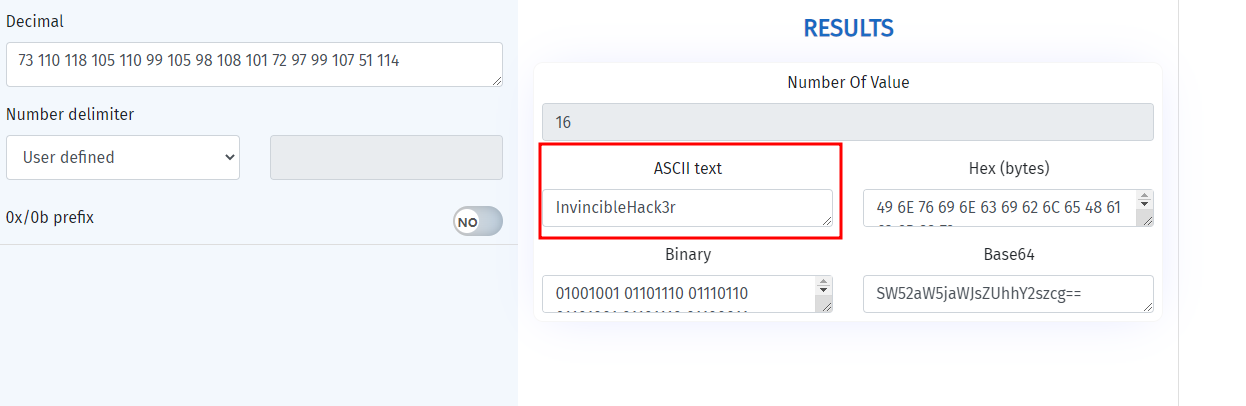 Decimal
73 110 118 105 110 99 105 98 108 101 72 97 99 107 51 114
Number delimiter
User defined
0x/0b prefix
NO
RESULTS
Number Of Value
16
ASCII text
InvincibleHack3r
Hex (bytes)
49 6E 76 69 6E 63 69 62 6C 65 48 61
Binary
01001001 01101110 01110110
Base64
SW52aW5jaWJsZUhhY2szcg==